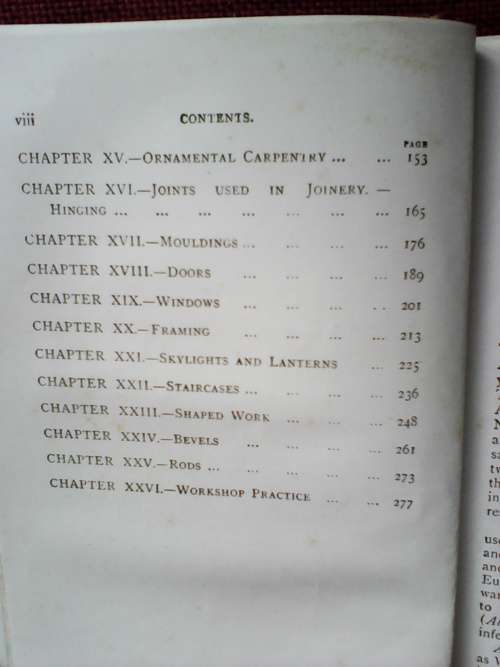 viii CONTENTS.
PAGE
CHAPTER XV.—ORNAMENTAL CARPENTRY ... ... 153
CHAPTER XVI.—JOINTS USED IN JOINERY.—
HINGING ... ... ... ... ... ... ... 165
CHAPTER XVII.—MOULDINGS ... ... ... ... 176
CHAPTER XVIII.—DOORS ... ... ... ... 189
CHAPTER XIX.—WINDOWS ... ... ... ... 201
CHAPTER XX.—FRAMING ... ... ... ... 213
CHAPTER XXI.—SKYLIGHTS AND LANTERNS ... 225
CHAPTER XXII.—STAIRCASES ... ... ... ... 236
CHAPTER XXIII.—SHAPED WORK ... ... ... 248
CHAPTER XXIV.—BEVELS ... ... ... ... 261
CHAPTER XXV.—RODS ... ... ... ... ... 273
CHAPTER XXVI.—WORKSHOP PRACTICE ... ... 277